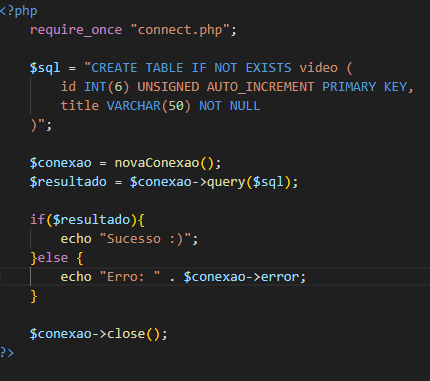 <?php
    require_once "connect.php";

    $sql = "CREATE TABLE IF NOT EXISTS video (
        id INT(6) UNSIGNED AUTO_INCREMENT PRIMARY KEY,
        title VARCHAR(50) NOT NULL
    )";

    $conexao = novaConexao();
    $resultado = $conexao->query($sql);

    if($resultado){
        echo "Sucesso :)";
    }else {
        echo "Erro: " . $conexao->error;
    }

    $conexao->close();
?>